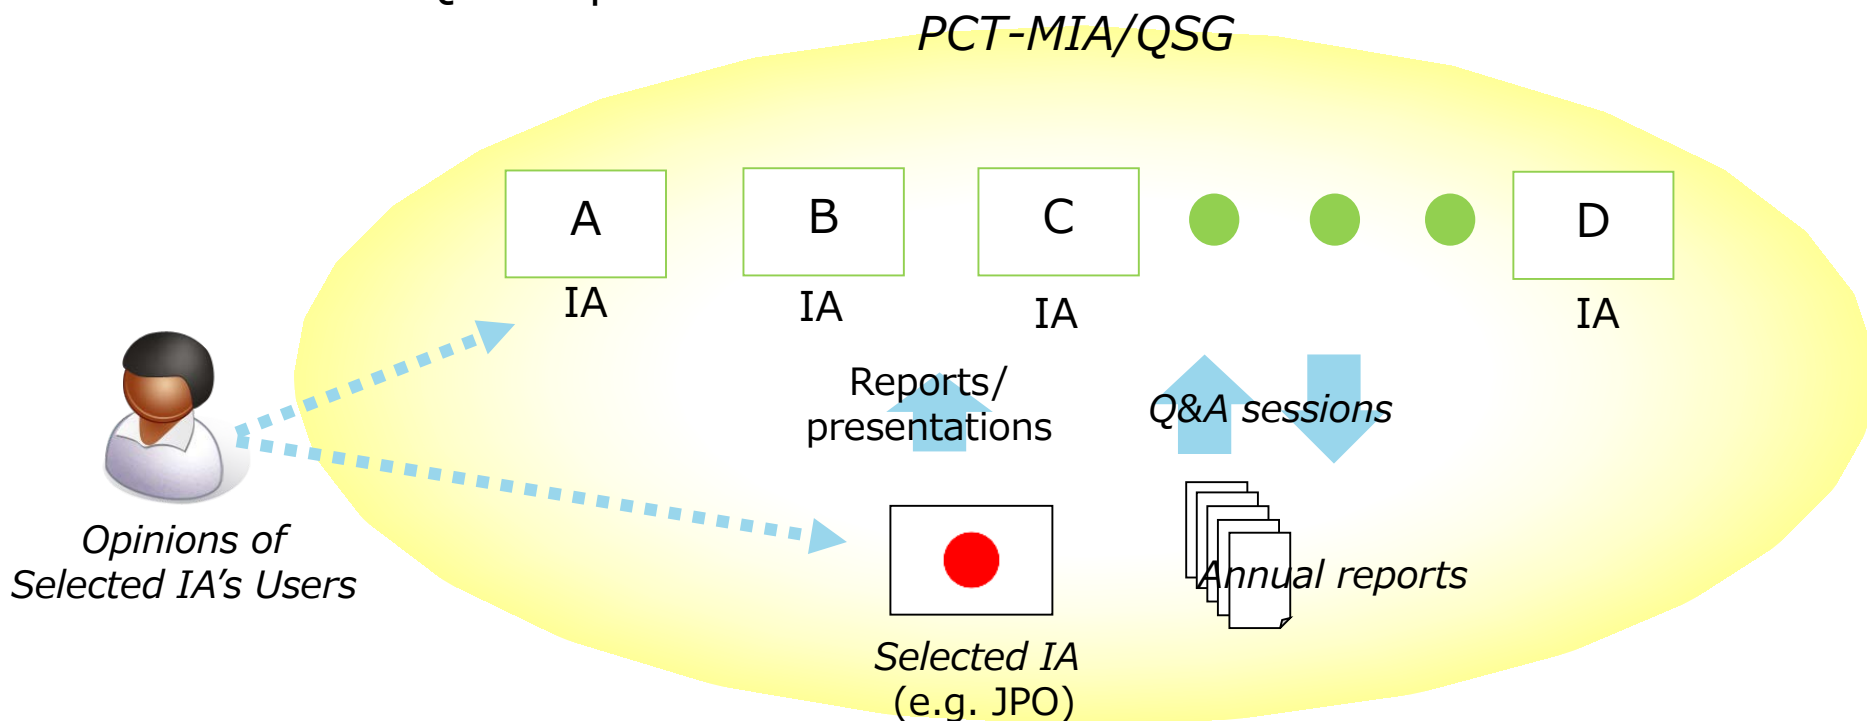 PCT-MIA/QSG
A
B
C
D
IA
IA
IA
IA
Reports/
presentations
Q&A sessions
Opinions of
Selected IA's Users
Annual reports
Selected IA
(e.g. JPO)